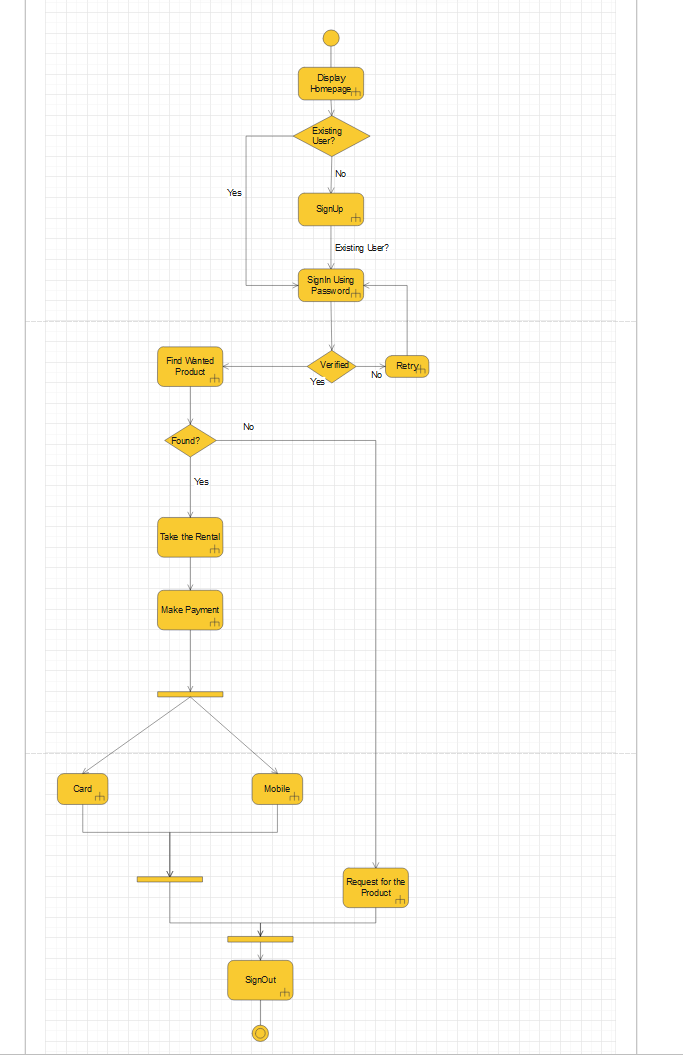 Display
Homepage
Existing
User?
No
Yes
SignUp
Existing User?
SignIn Using
Password
Find Wanted
Product
Verified
Retry
Yes
No
No
Found?
Yes
Take the Rental
Make Payment
Card
Mobile
Request for the
Product
SignOut